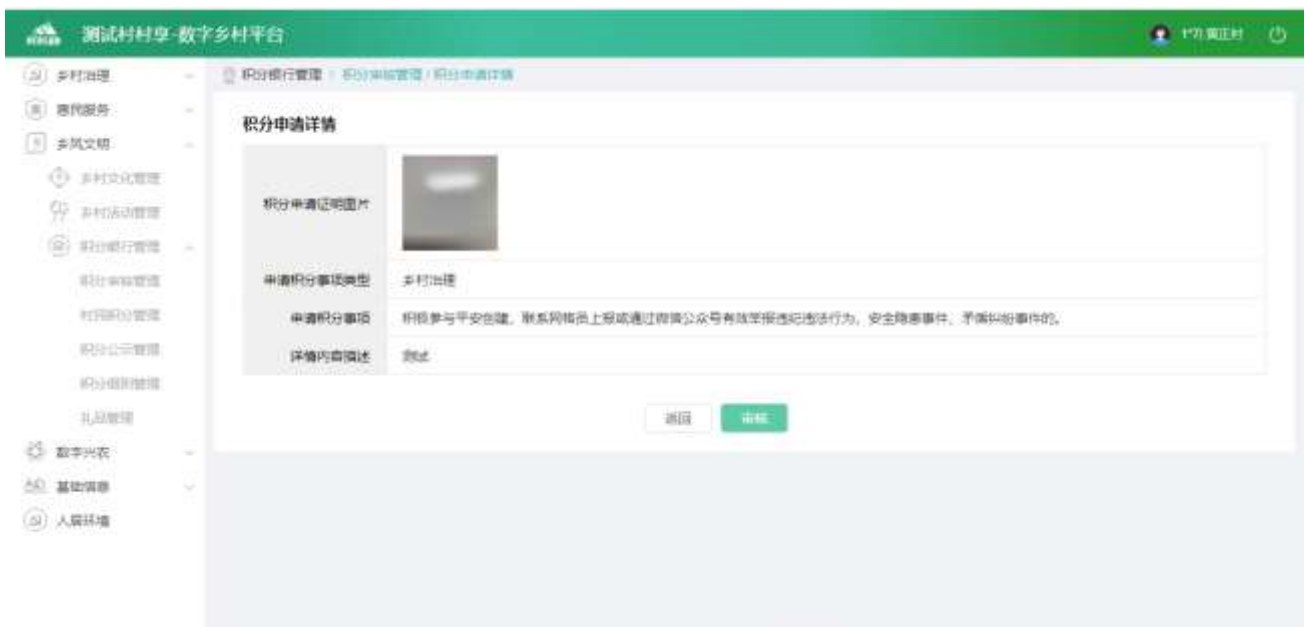 测试村村享-数字乡村平台
乡村治理
惠民服务
乡风文明
乡村文化管理
乡村活动管理
积分银行管理
积分审核管理
村民积分管理
积分公示管理
积分细则管理
礼品管理
数字兴农
基础信息
人居环境
积分银行管理 / 积分审核管理 / 积分申请详情
积分申请详情
积分申请证明图片
申请积分事项类型 乡村治理
申请积分事项 积极参与平安创建，联系网格员上报或通过微信公众号有效举报违纪违法行为，安全隐患事件、矛盾纠纷事件的。
详情内容描述 测试
返回 审核